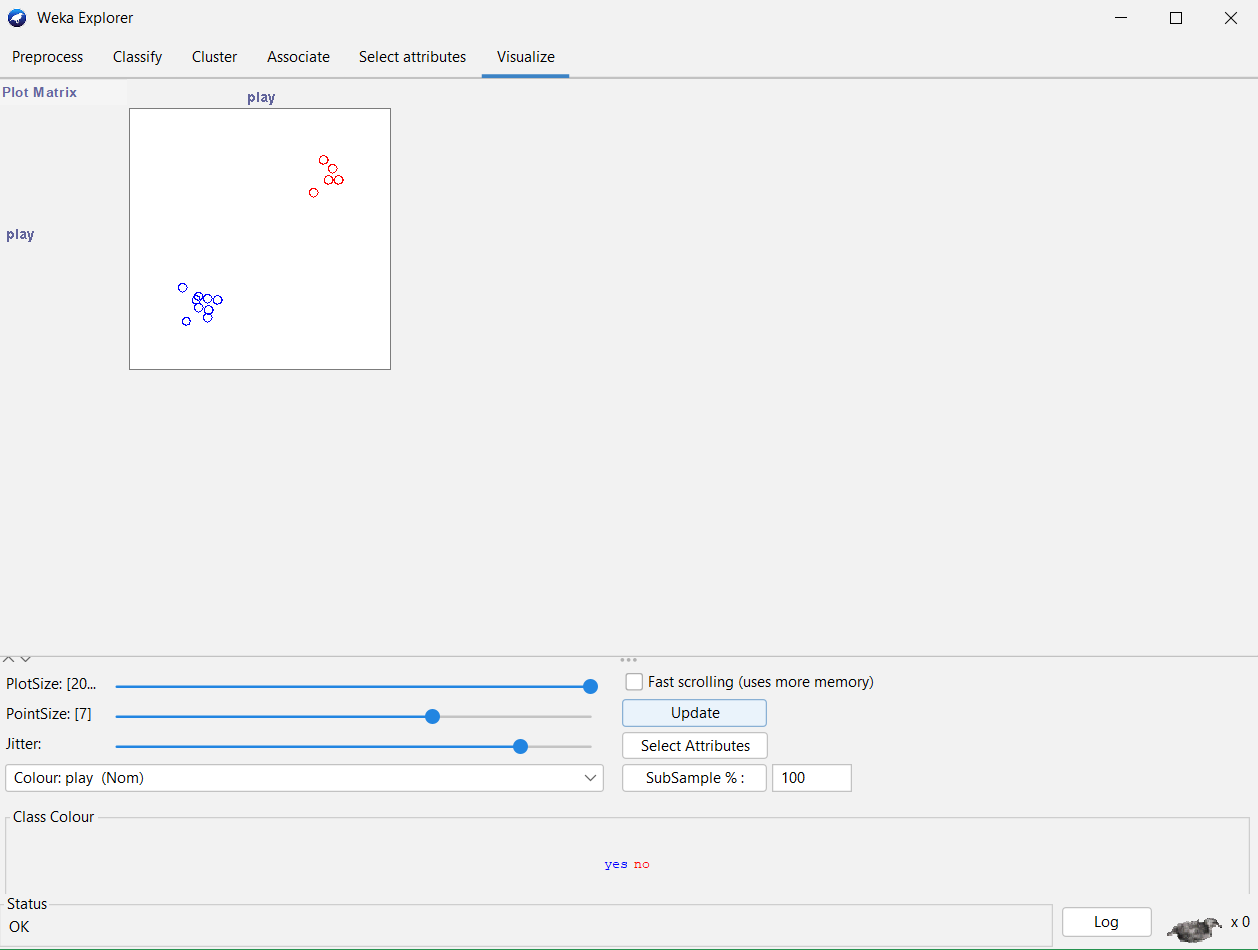 Weka Explorer
Preprocess Classify Cluster Associate Select attributes Visualize
Plot Matrix
play
play
PlotSize: [20...
Fast scrolling (uses more memory)
PointSize: [7]
Update
Jitter:
Select Attributes
Colour: play (Nom)
SubSample % :
100
Class Colour
yes no
Status
OK
Log
x 0